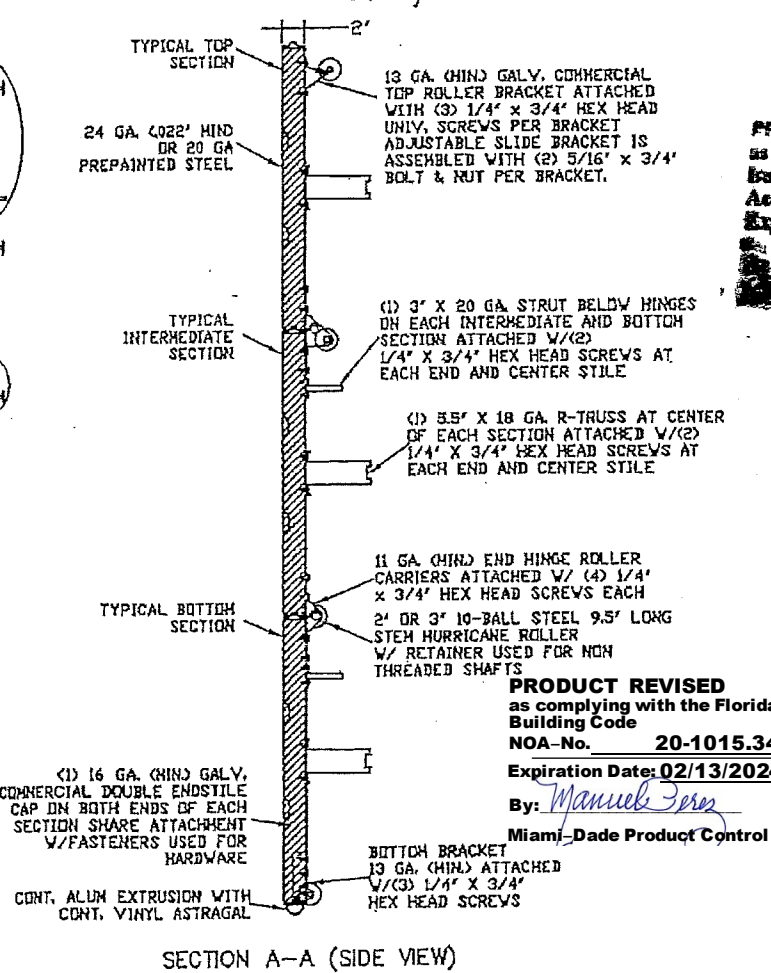 2'
TYPICAL TOP
SECTION
13 GA. (MIN.) GALV. COMMERCIAL
TOP ROLLER BRACKET ATTACHED
WITH (3) 1/4' x 3/4' HEX HEAD
UNIV. SCREWS PER BRACKET
ADJUSTABLE SLIDE BRACKET IS
ASSEMBLED WITH (2) 5/16' x 3/4'
BOLT & NUT PER BRACKET.
24 GA. (.022' MIN)
OR 20 GA
PREPAINTED STEEL
as
Ac
TYPICAL
INTERMEDIATE
SECTION
(1) 3' X 20 GA. STRUT BELOW HINGES
ON EACH INTERMEDIATE AND BOTTOM
SECTION ATTACHED W/(2)
1/4' X 3/4' HEX HEAD SCREWS AT
EACH END AND CENTER STILE
(1) 5.5' X 18 GA. R-TRUSS AT CENTER
OF EACH SECTION ATTACHED W/(2)
1/4' X 3/4' HEX HEAD SCREWS AT
EACH END AND CENTER STILE
11 GA. (MIN.) END HINGE ROLLER
CARRIERS ATTACHED W/ (4) 1/4'
x 3/4' HEX HEAD SCREWS EACH
TYPICAL BOTTOM
SECTION
2' OR 3' 10-BALL STEEL 9.5' LONG
STEM HURRICANE ROLLER
W/ RETAINER USED FOR NON
THREADED SHAFTS
PRODUCT REVISED
as complying with the Florida
Building Code
NOA-No. 20-1015.34
Expiration Date: 02/13/202
By: Manuel Perez
Miami-Dade Product Control
(1) 16 GA. (MIN.) GALV.
COMMERCIAL DOUBLE ENDSTILE
CAP ON BOTH ENDS OF EACH
SECTION SHARE ATTACHMENT
W/FASTENERS USED FOR
HARDWARE
BOTTOM BRACKET
13 GA. (MIN.) ATTACHED
W/(3) 1/4' X 3/4'
HEX HEAD SCREWS
CONT. ALUM EXTRUSION WITH
CONT. VINYL ASTRAGAL
SECTION A-A (SIDE VIEW)